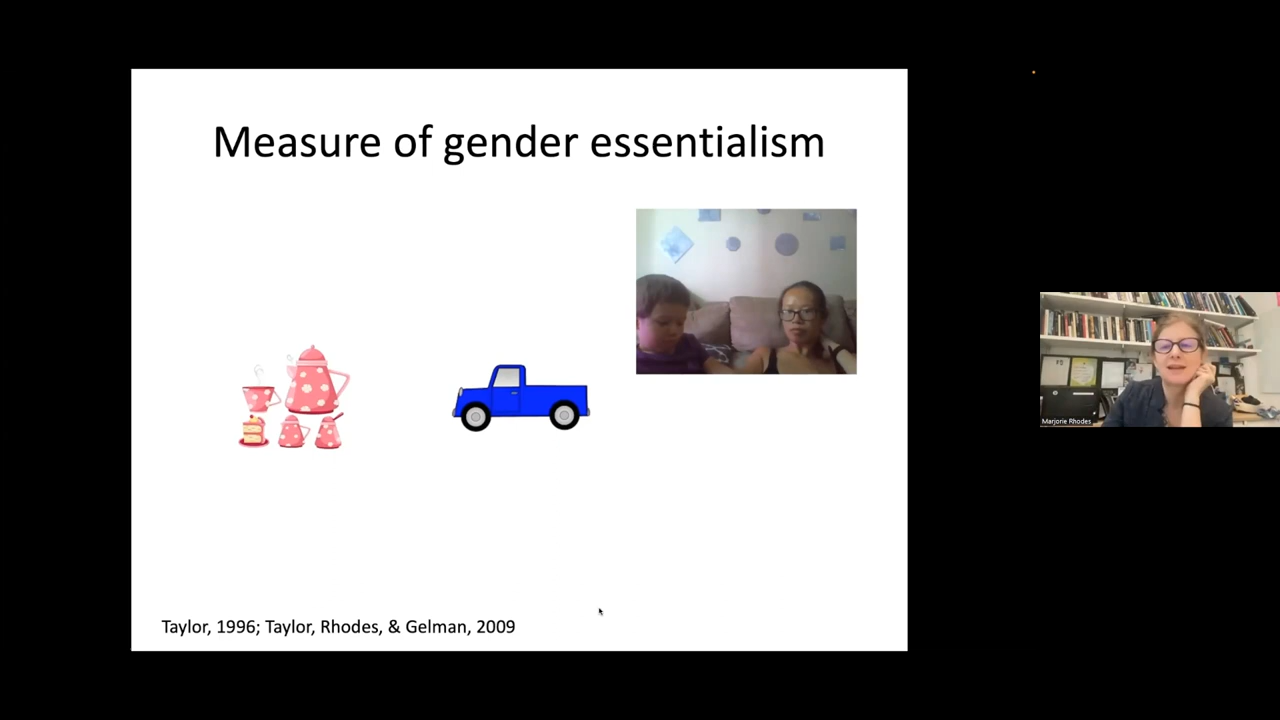 Measure of gender essentialism
Marjorie Rhodes
Taylor, 1996; Taylor, Rhodes, & Gelman, 2009